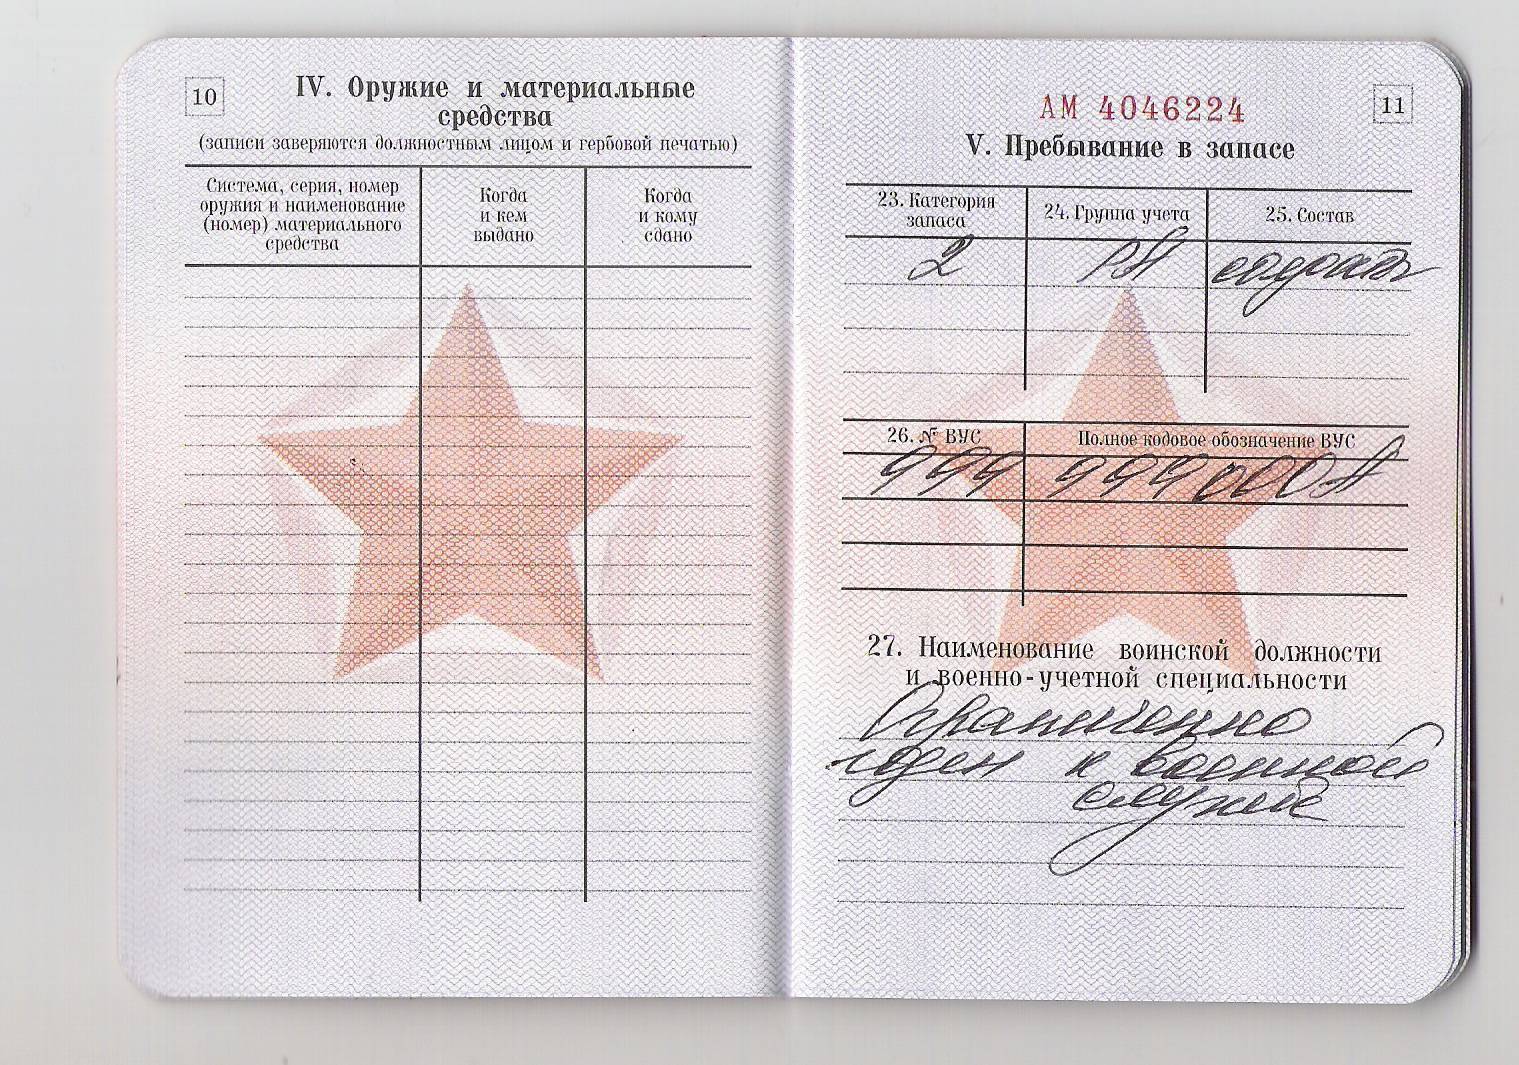 10
IV. Оружие и материальные
средства
(записи заверяются должностным лицом и гербовой печатью)
Система, серия, номер
оружия и наименование
(номер) материального
средства
Когда
и кем
выдано
Когда
и кому
сдано
АМ 4046224
11
V. Пребывание в запасе
23. Категория
запаса
24. Группа учета
25. Состав
2
РА
солдаты
26. № ВУС
Полное кодовое обозначение ВУС
999
999000А
27. Наименование воинской должности
и военно-учетной специальности
Ограниченно
годен к военной
службе